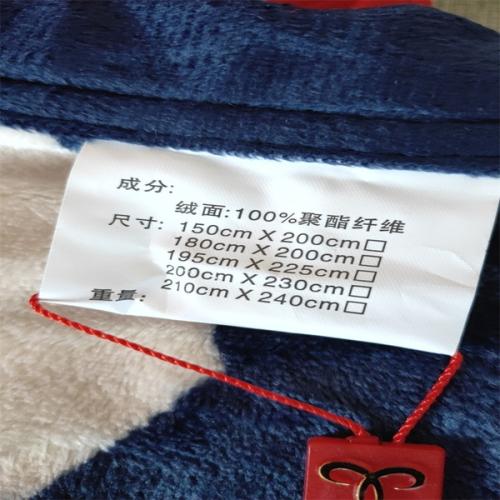 成分:
绒面:100%聚酯纤维
尺寸: 150cm X 200cm□
180cm X 200cm□
195cm X 225cm□
200cm X 230cm□
210cm X 240cm□
重量: